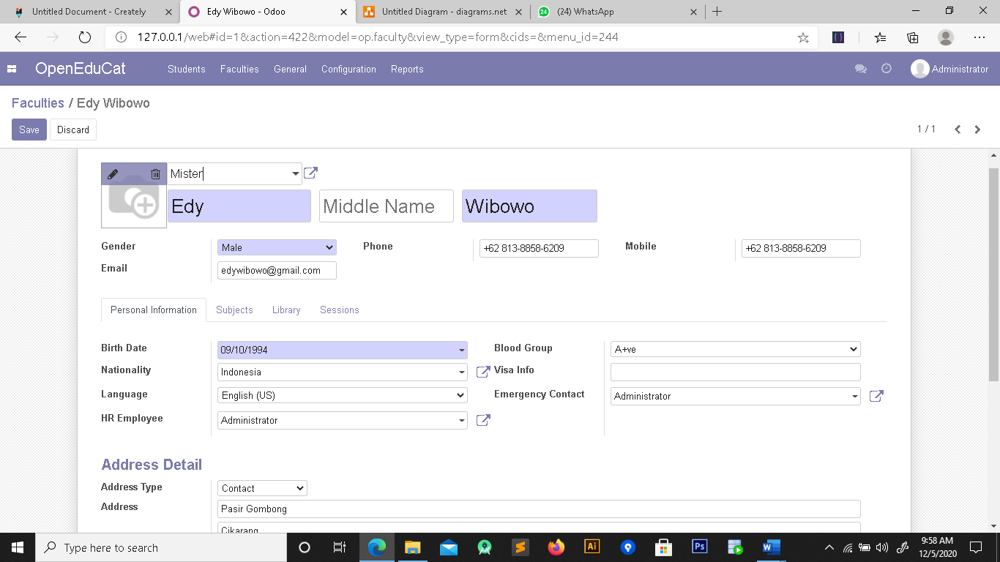 Untitled Document - Creately
Edy Wibowo - Odoo
Untitled Diagram - diagrams.net
24 (24) WhatsApp
127.0.0.1/web#id=1&action=422&model=op.faculty&view_type=form&cids=&menu_id=244
OpenEduCat Students Faculties General Configuration Reports Administrator
Faculties / Edy Wibowo
Save Discard 1 / 1
Mister
Edy Middle Name Wibowo
Gender Male Phone +62 813-8858-6209 Mobile +62 813-8858-6209
Email edywibowo@gmail.com
Personal Information Subjects Library Sessions
Birth Date 09/10/1994 Blood Group A+ve
Nationality Indonesia Visa Info
Language English (US) Emergency Contact Administrator
HR Employee Administrator
Address Detail
Address Type Contact
Address Pasir Gombong
Cikarang
Type here to search Ai Ps W 9:58 AM
12/5/2020